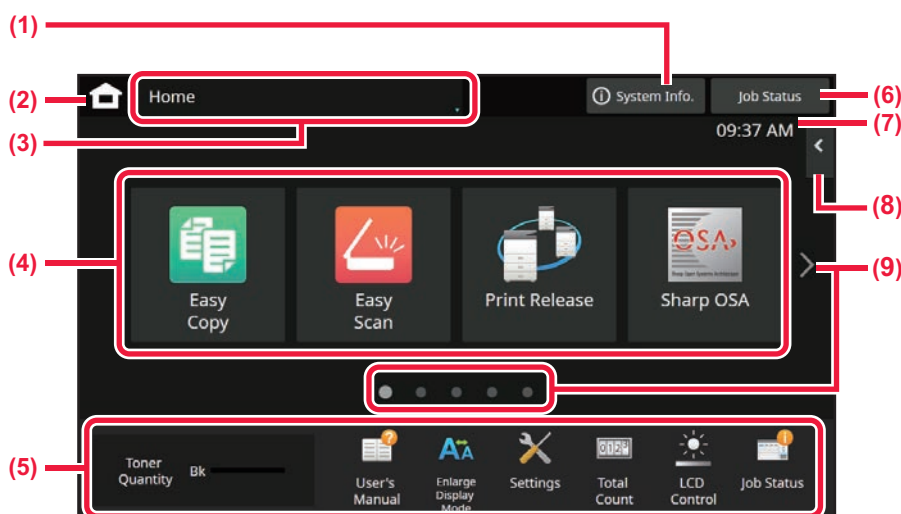 (1)
(2)
Home
System Info.
Job Status
(6)
(3)
09:37 AM
(7)
(8)
(4)
OSA
(9)
Easy
Copy
Easy
Scan
Print Release
Sharp OSA
(5)
Toner
Quantity
Bk
User's
Manual
Enlarge
Display
Mode
Settings
Total
Count
LCD
Control
Job Status